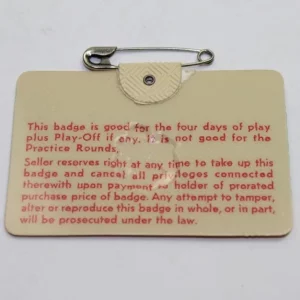 This badge is good for the four days of play
plus Play-Off if any. It is not good for the
Practice Rounds.
Seller reserves right at any time to take up this
badge and cancel all privileges connected
therewith upon payment to holder of prorated
purchase price of badge. Any attempt to tamper,
alter or reproduce this badge in whole, or in part,
will be prosecuted under the law.